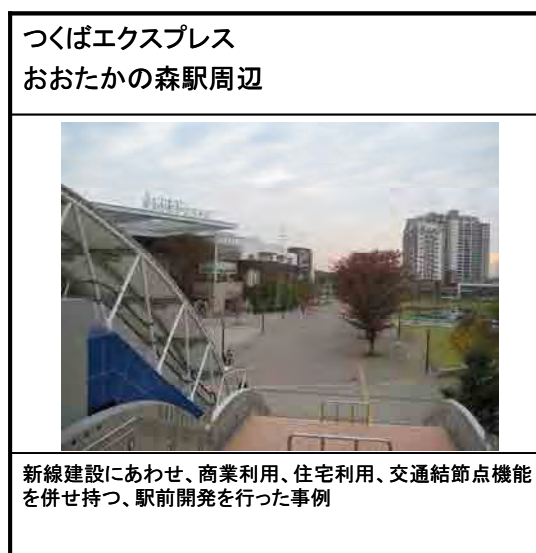 つくばエクスプレス
おおたかの森駅周辺
新線建設にあわせ、商業利用、住宅利用、交通結節点機能
を併せ持つ、駅前開発を行った事例